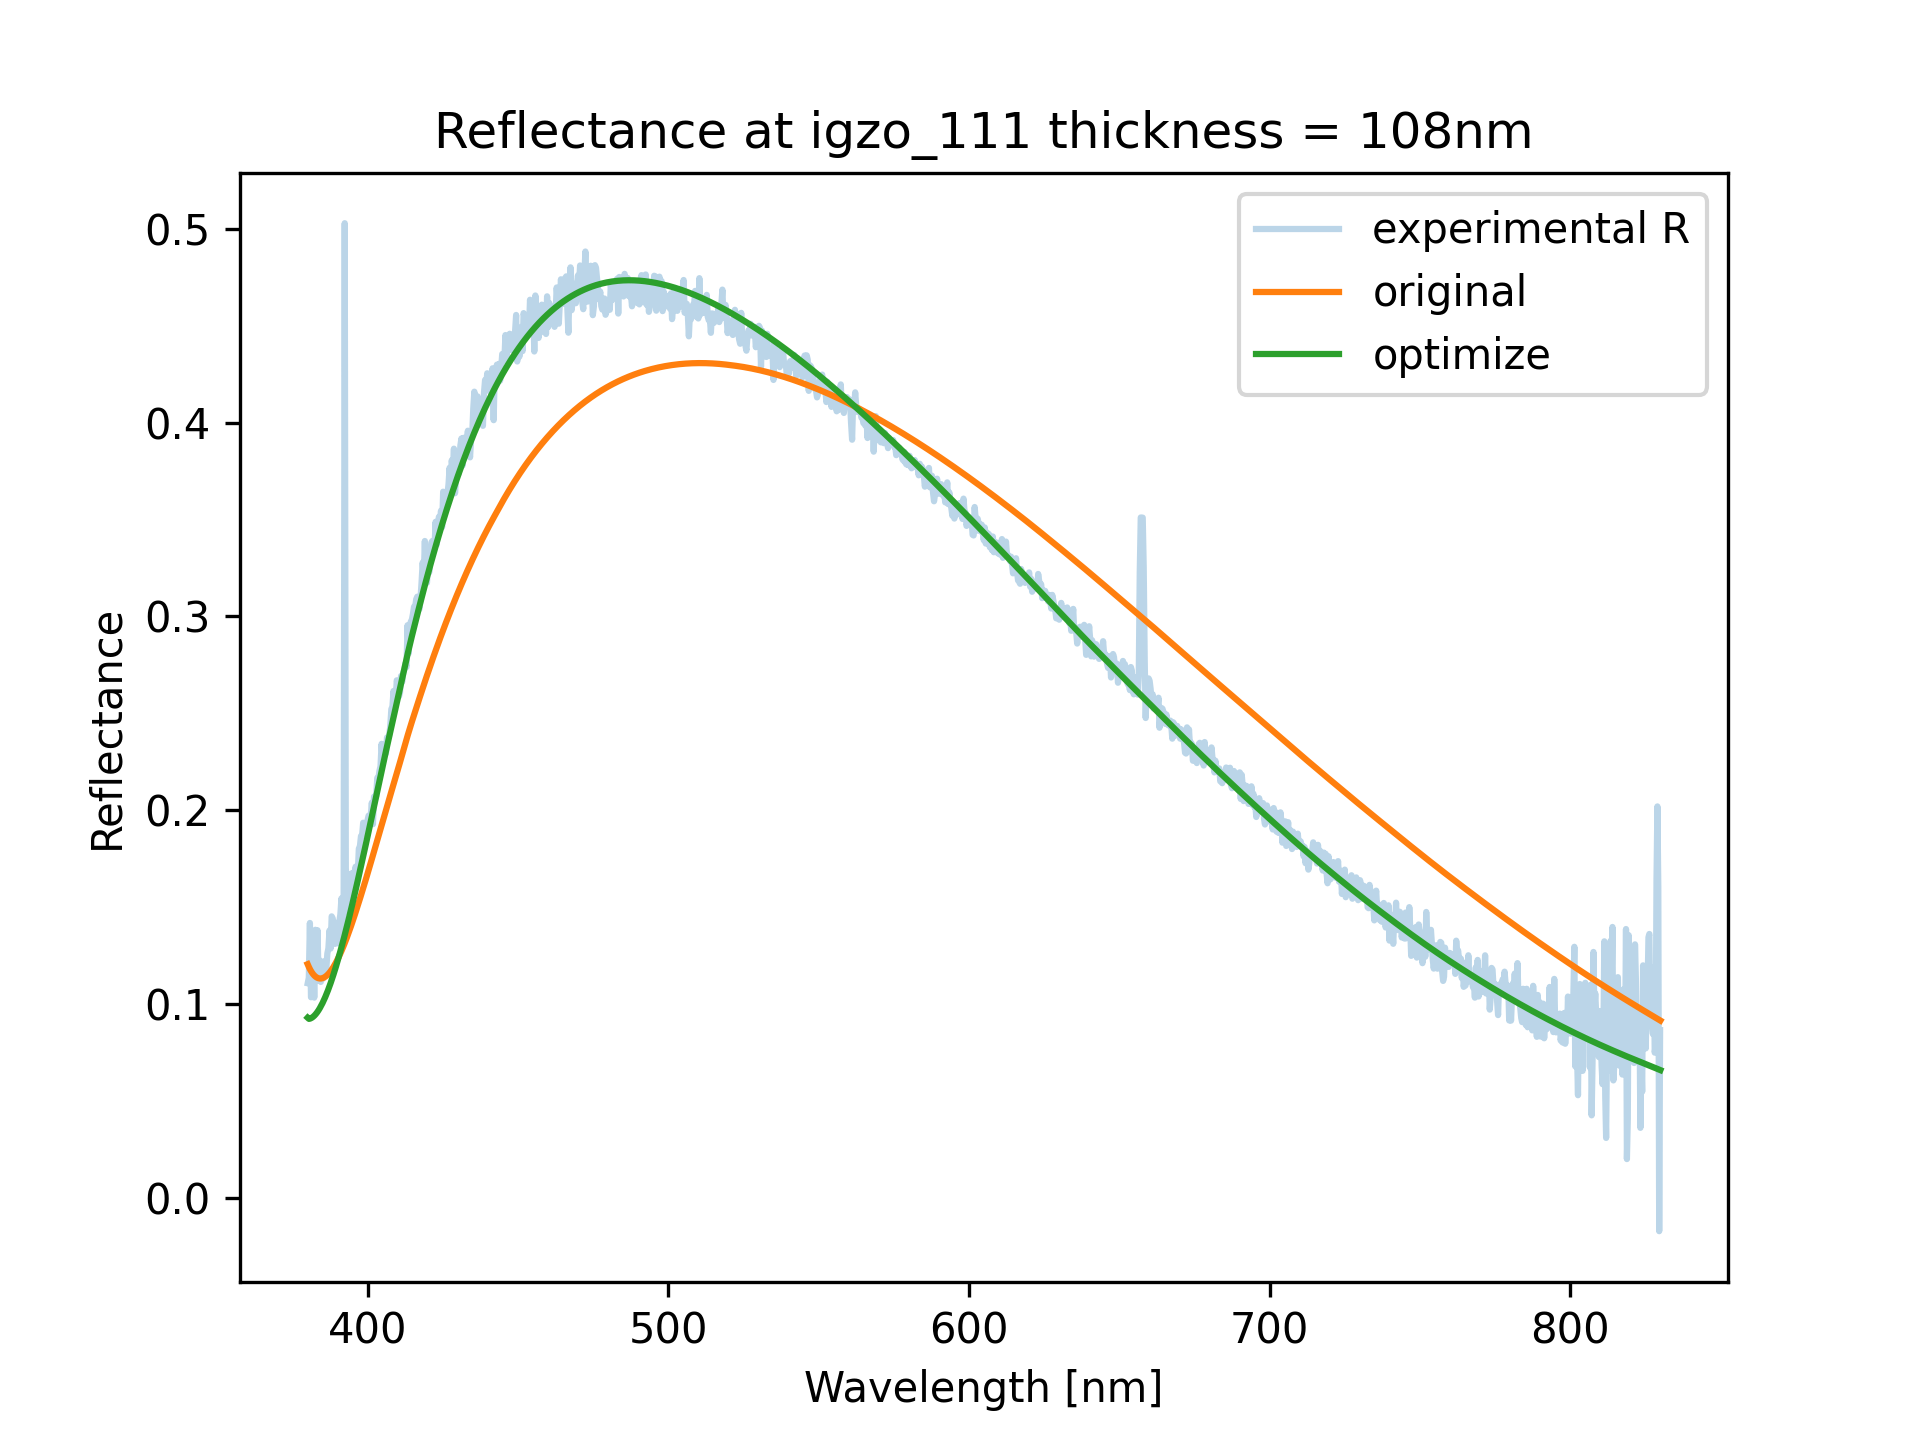 Reflectance at igzo_111 thickness = 108nm
experimental R
original
optimize
0.5
0.4
0.3
0.2
0.1
0.0
Reflectance
400 500 600 700 800
Wavelength [nm]